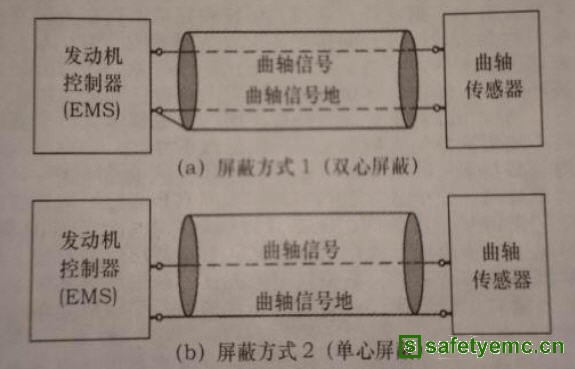 发动机
控制器
(EMS)
曲轴信号
曲轴信号地
曲轴
传感器
(a) 屏蔽方式1(双心屏蔽)
发动机
控制器
(EMS)
曲轴信号
曲轴信号地
曲轴
传感器
(b) 屏蔽方式2(单心屏
S safetyemc.cn